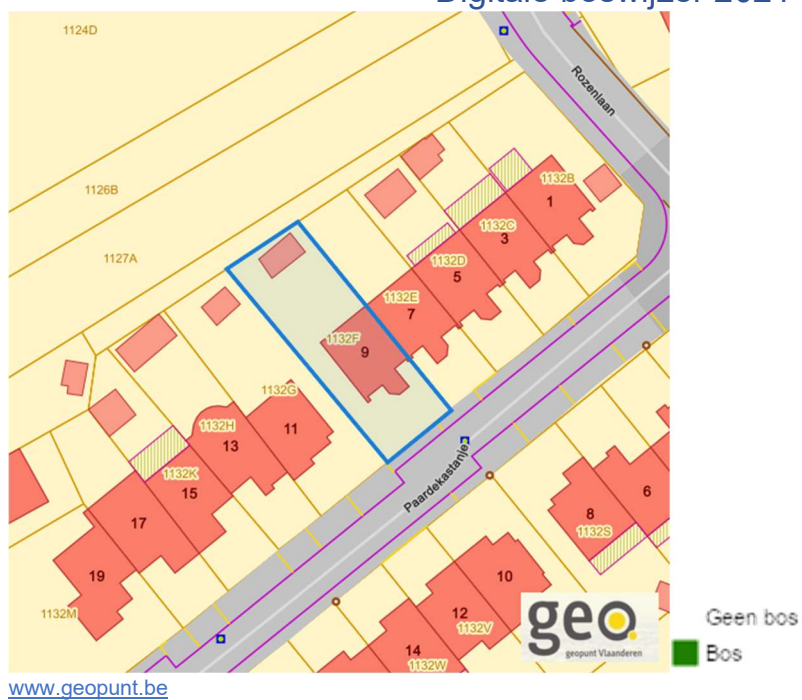 1124D
Rozenlaan
1126B
1132B
1
1132C
3
1127A
1132D
5
1132E
7
1132F
9
1132G
11
1132H
13
1132K
15
17
19
1132M
Paardekastanje
6
8
1132S
10
12
1132V
14
1132W
geo.
geopunt Vlaanderen
Geen bos
Bos
www.geopunt.be